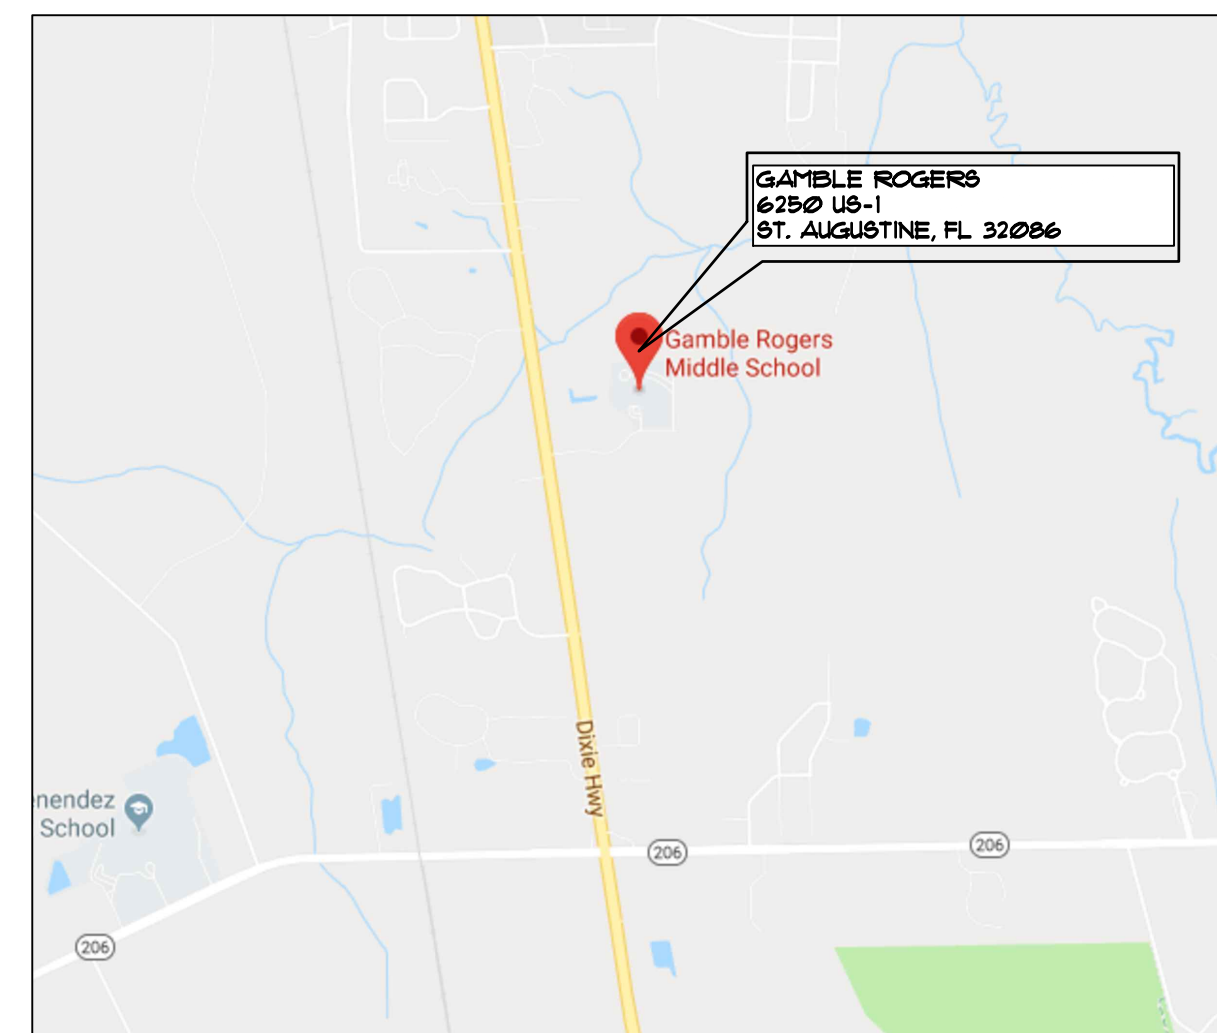 GAMBLE ROGERS
6250 US-1
ST. AUGUSTINE, FL 32086
Gamble Rogers
Middle School
Dixie Hwy
nendez
School
206
206
206